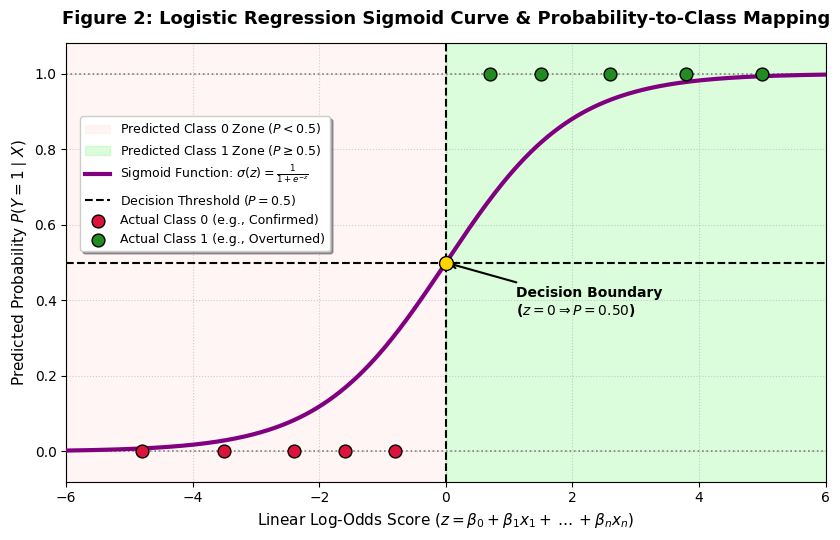 Figure 2: Logistic Regression Sigmoid Curve & Probability-to-Class Mapping
Predicted Probability P(Y = 1 | X)
1.0
0.8
0.6
0.4
0.2
0.0
Predicted Class 0 Zone (P < 0.5)
Predicted Class 1 Zone (P ≥ 0.5)
Sigmoid Function: σ(z) = 1/(1+e^−z)
Decision Threshold (P = 0.5)
Actual Class 0 (e.g., Confirmed)
Actual Class 1 (e.g., Overturned)
Decision Boundary
(z = 0 ⇒ P = 0.50)
−6 −4 −2 0 2 4 6
Linear Log-Odds Score (z = β₀ + β₁x₁ + … + βₙxₙ)